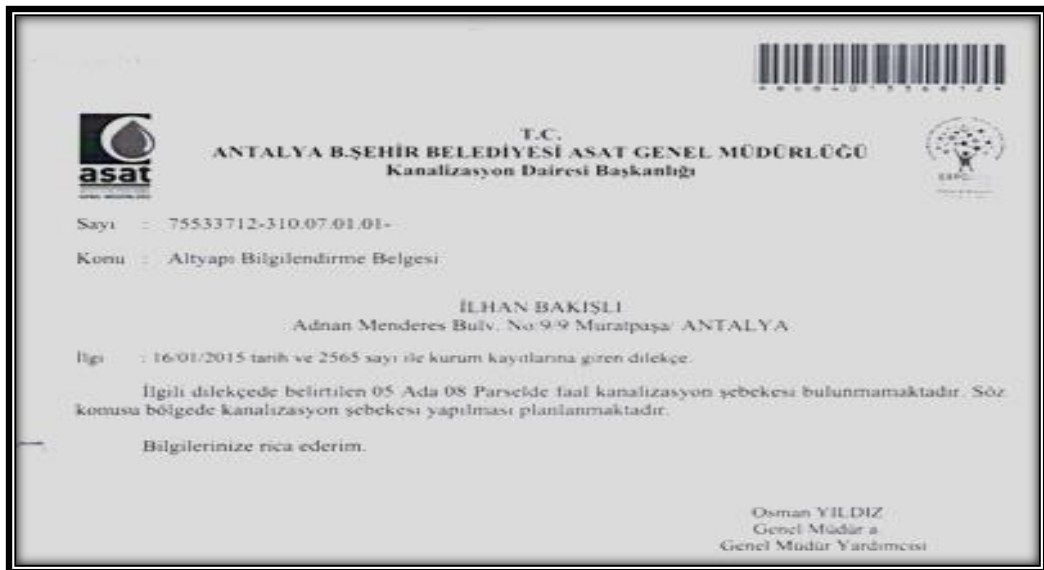 T.C.
ANTALYA B.ŞEHİR BELEDİYESİ ASAT GENEL MÜDÜRLÜĞÜ
Kanalizasyon Dairesi Başkanlığı
asat
Sayı : 75533712-310.07.01.01-
Konu : Altyapı Bilgilendirme Belgesi
İLHAN BAKIŞLI
Adnan Menderes Bulv. No:9/9 Muratpaşa/ ANTALYA
İlgi : 16/01/2015 tarih ve 2565 sayı ile kurum kayıtlarına giren dilekçe.
İlgili dilekçede belirtilen 05 Ada 08 Parselde faal kanalizasyon şebekesi bulunmamaktadır. Söz
konusu bölgede kanalizasyon şebekesi yapılması planlanmaktadır.
Bilgilerinize rica ederim.
Osman YILDIZ
Genel Müdür a.
Genel Müdür Yardımcısı